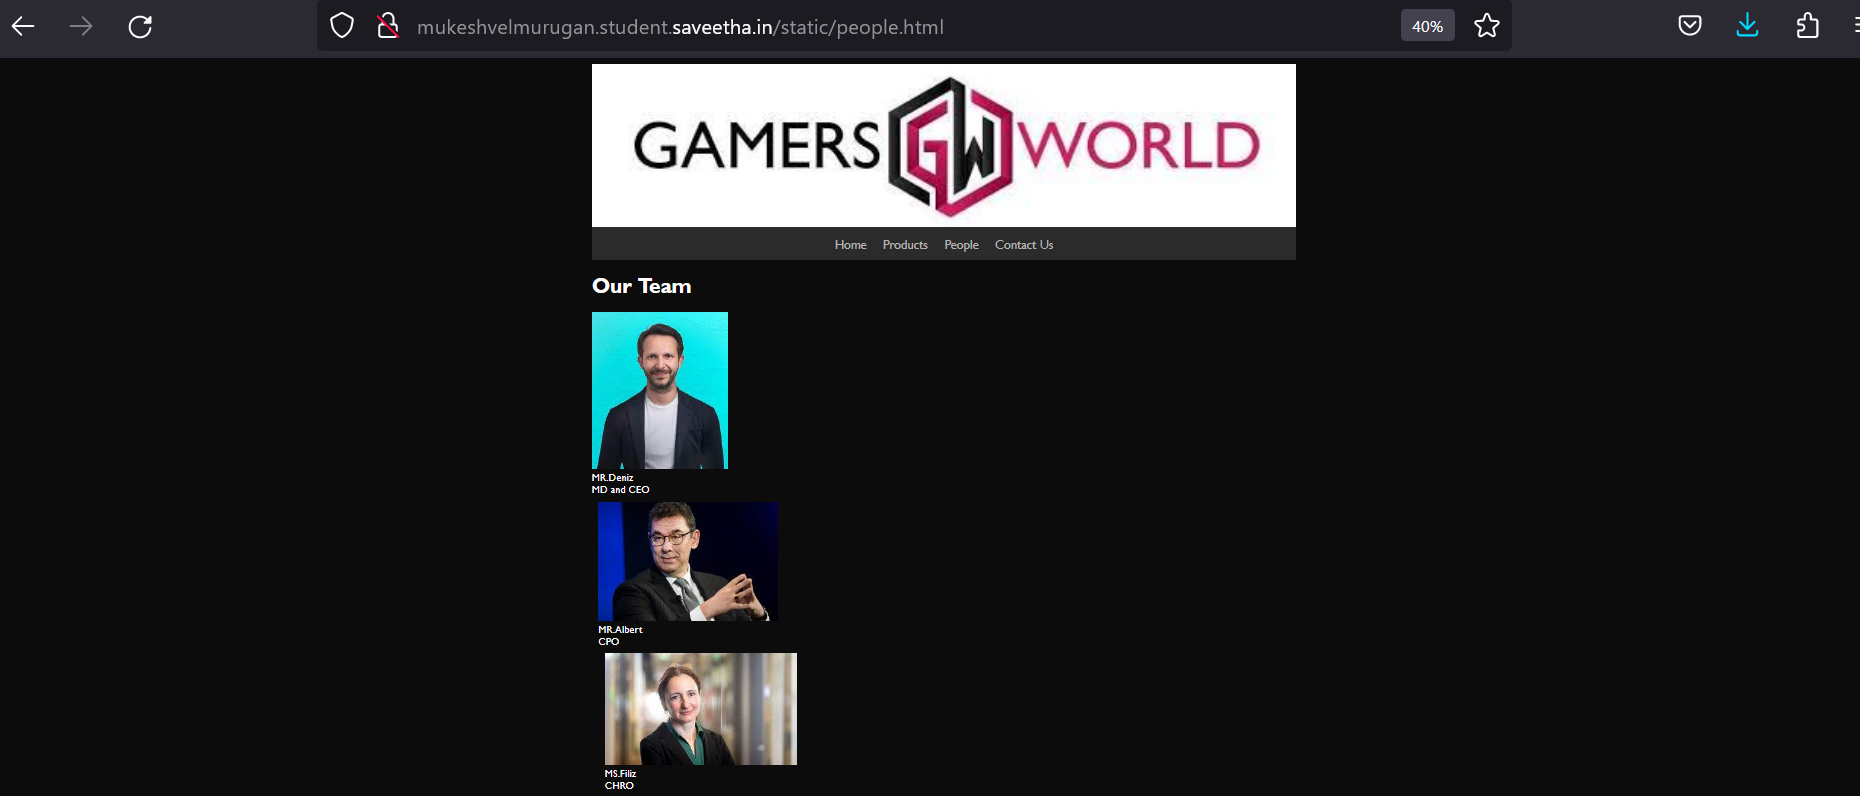 mukeshvelmurugan.student.saveetha.in/static/people.html 40%
GAMERS GW WORLD
Home Products People Contact Us
Our Team
MR.Deniz
MD and CEO
MR.Albert
CPO
MS.Filiz
CHRO